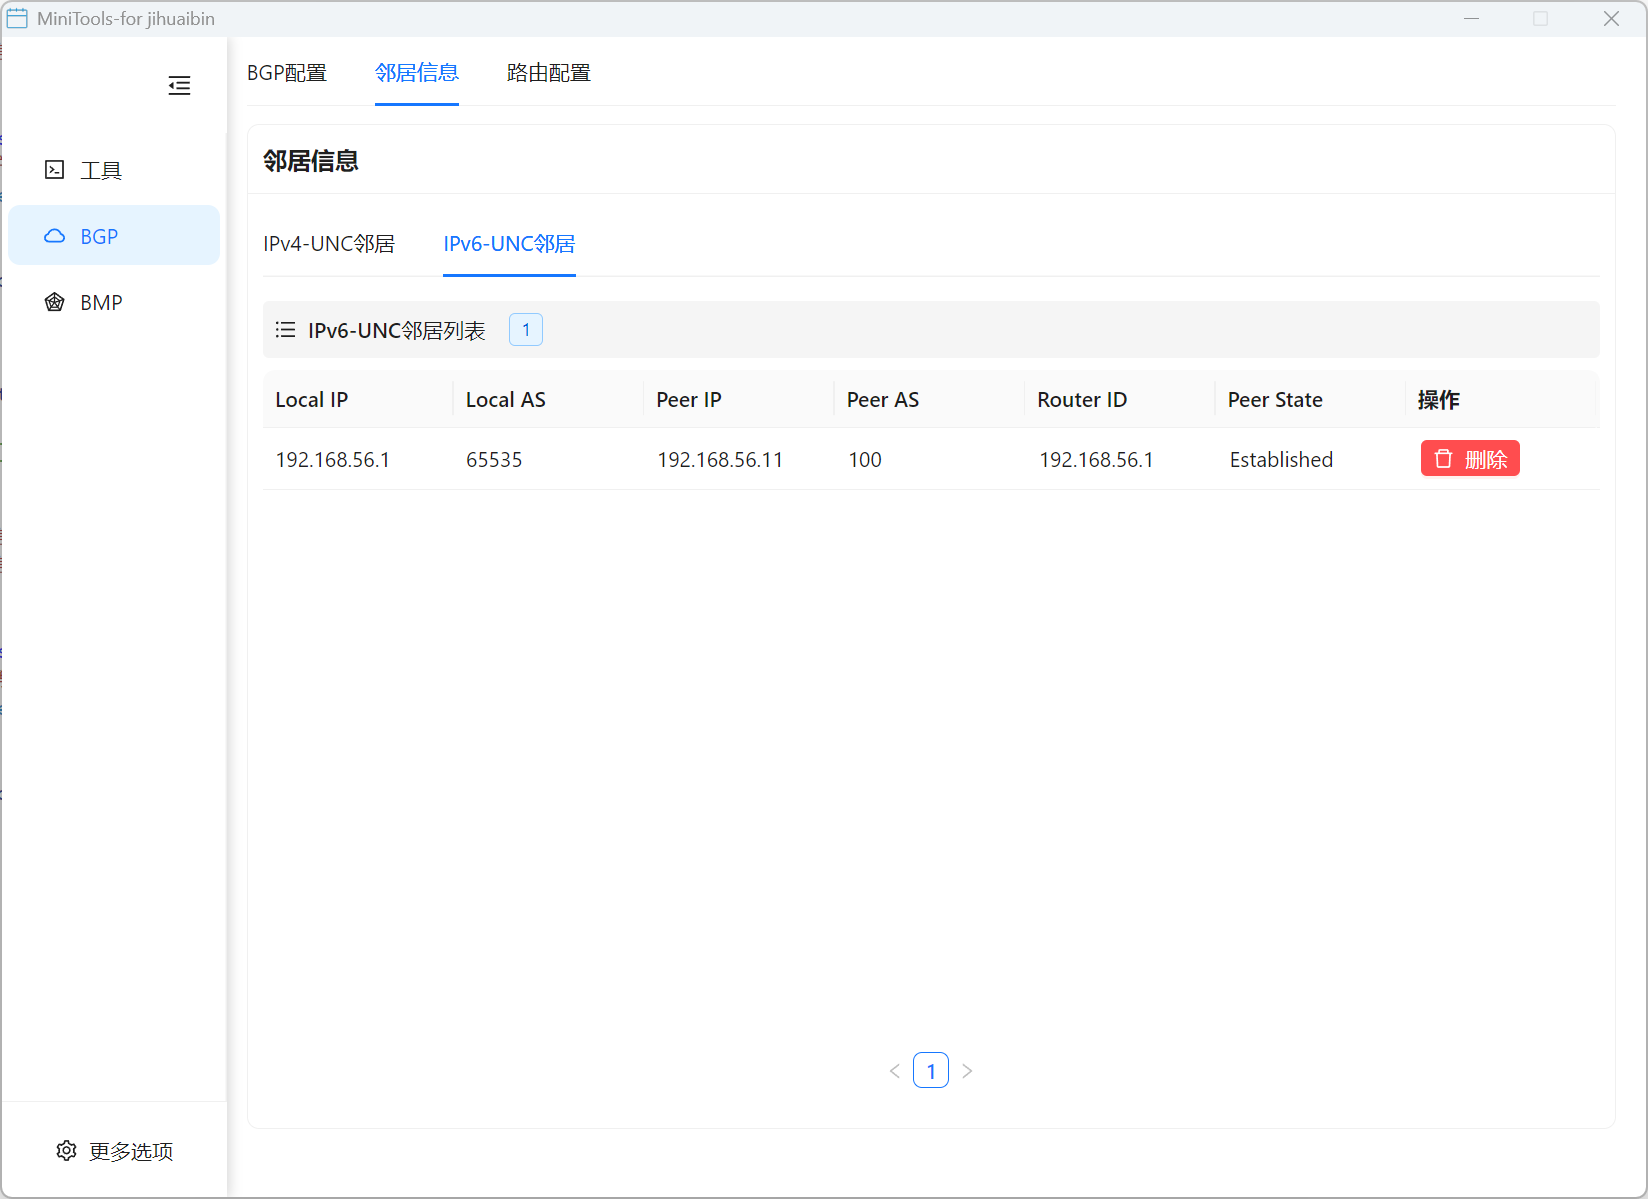 MiniTools-for jihuaibin
BGP配置 邻居信息 路由配置
工具
BGP
BMP
邻居信息
IPv4-UNC邻居 IPv6-UNC邻居
IPv6-UNC邻居列表 1
Local IP Local AS Peer IP Peer AS Router ID Peer State 操作
192.168.56.1 65535 192.168.56.11 100 192.168.56.1 Established 删除
1
更多选项